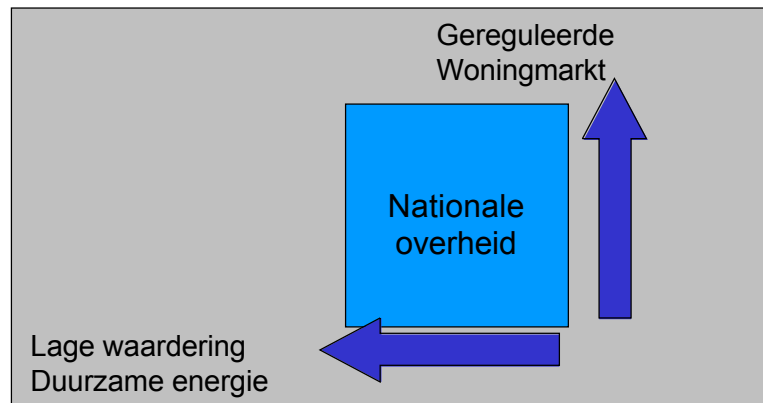 Gereguleerde
Woningmarkt
Nationale
overheid
Lage waardering
Duurzame energie